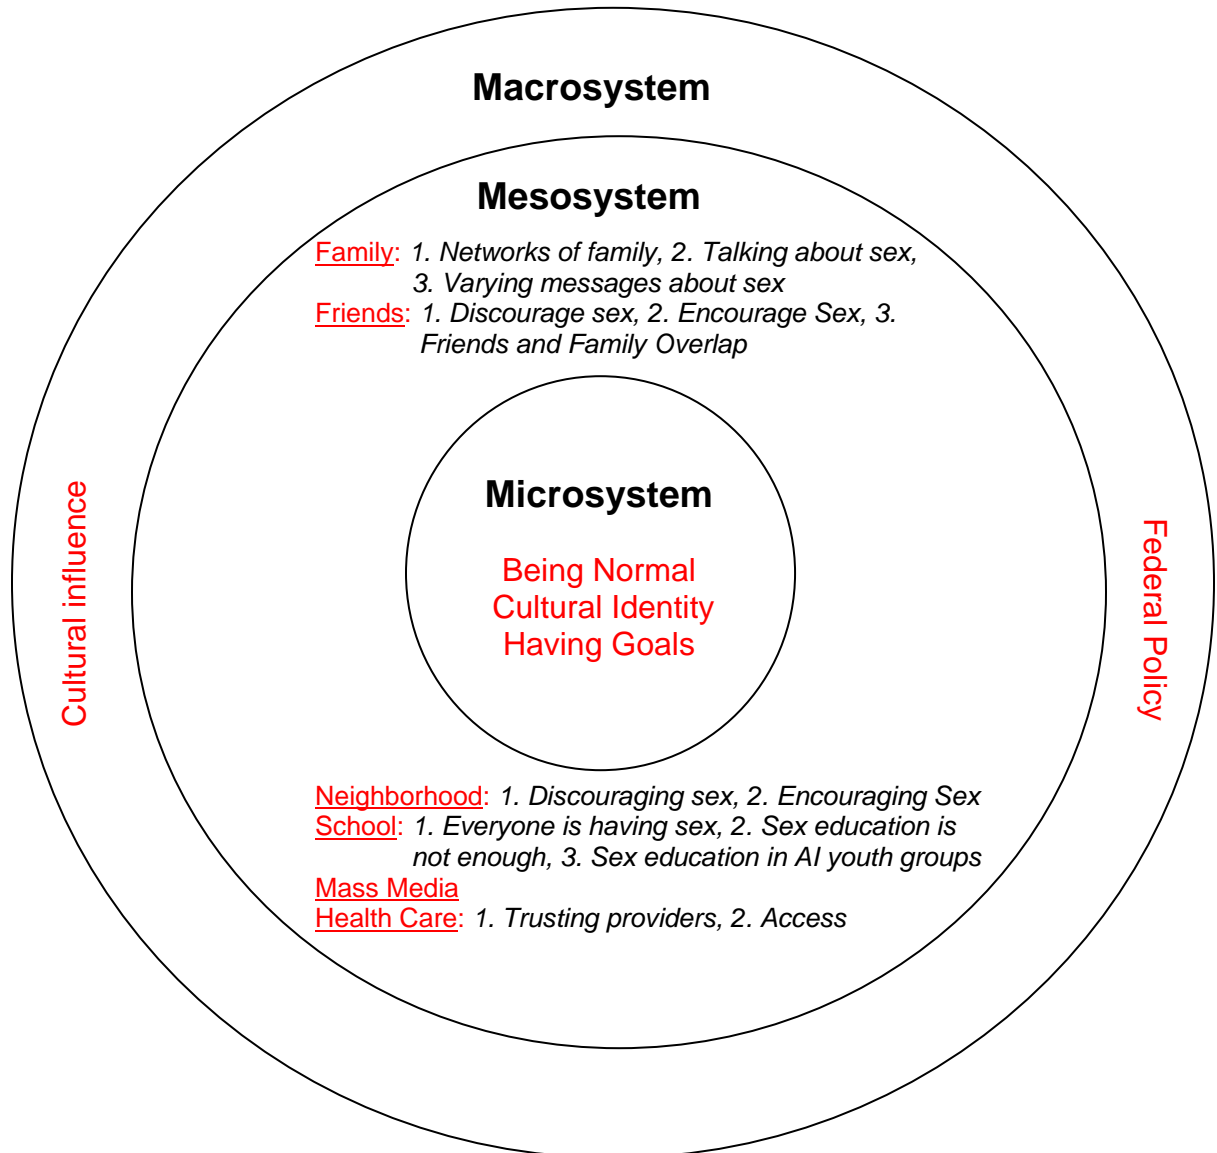 Macrosystem
Mesosystem
Family: 1. Networks of family, 2. Talking about sex,
3. Varying messages about sex
Friends: 1. Discourage sex, 2. Encourage Sex, 3.
Friends and Family Overlap
Microsystem
Being Normal
Cultural Identity
Having Goals
Cultural influence
Federal Policy
Neighborhood: 1. Discouraging sex, 2. Encouraging Sex
School: 1. Everyone is having sex, 2. Sex education is
not enough, 3. Sex education in AI youth groups
Mass Media
Health Care: 1. Trusting providers, 2. Access